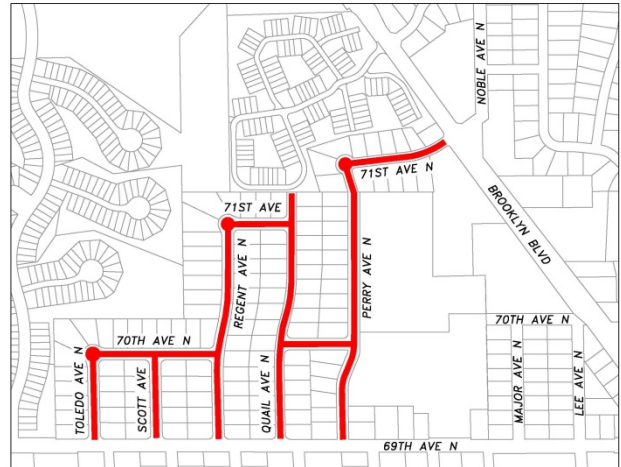 NOBLE AVE N
71ST AVE N
BROOKLYN BLVD
71ST AVE
REGENT AVE N
PERRY AVE N
70TH AVE N
70TH AVE N
TOLEDO AVE N
SCOTT AVE
QUAIL AVE N
MAJOR AVE N
LEE AVE N
69TH AVE N